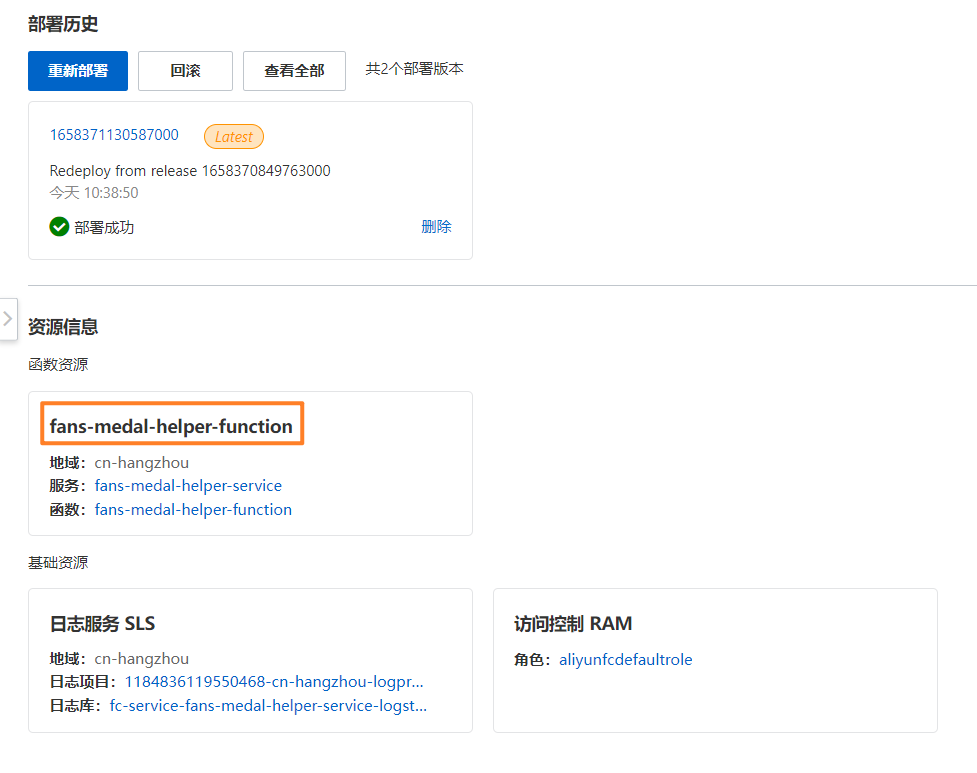 部署历史
重新部署 回滚 查看全部 共2个部署版本
1658371130587000 Latest
Redeploy from release 1658370849763000
今天 10:38:50
部署成功 删除
资源信息
函数资源
fans-medal-helper-function
地域: cn-hangzhou
服务: fans-medal-helper-service
函数: fans-medal-helper-function
基础资源
日志服务 SLS
地域: cn-hangzhou
日志项目: 1184836119550468-cn-hangzhou-logpr...
日志库: fc-service-fans-medal-helper-service-logst...
访问控制 RAM
角色: aliyunfcdefaultrole